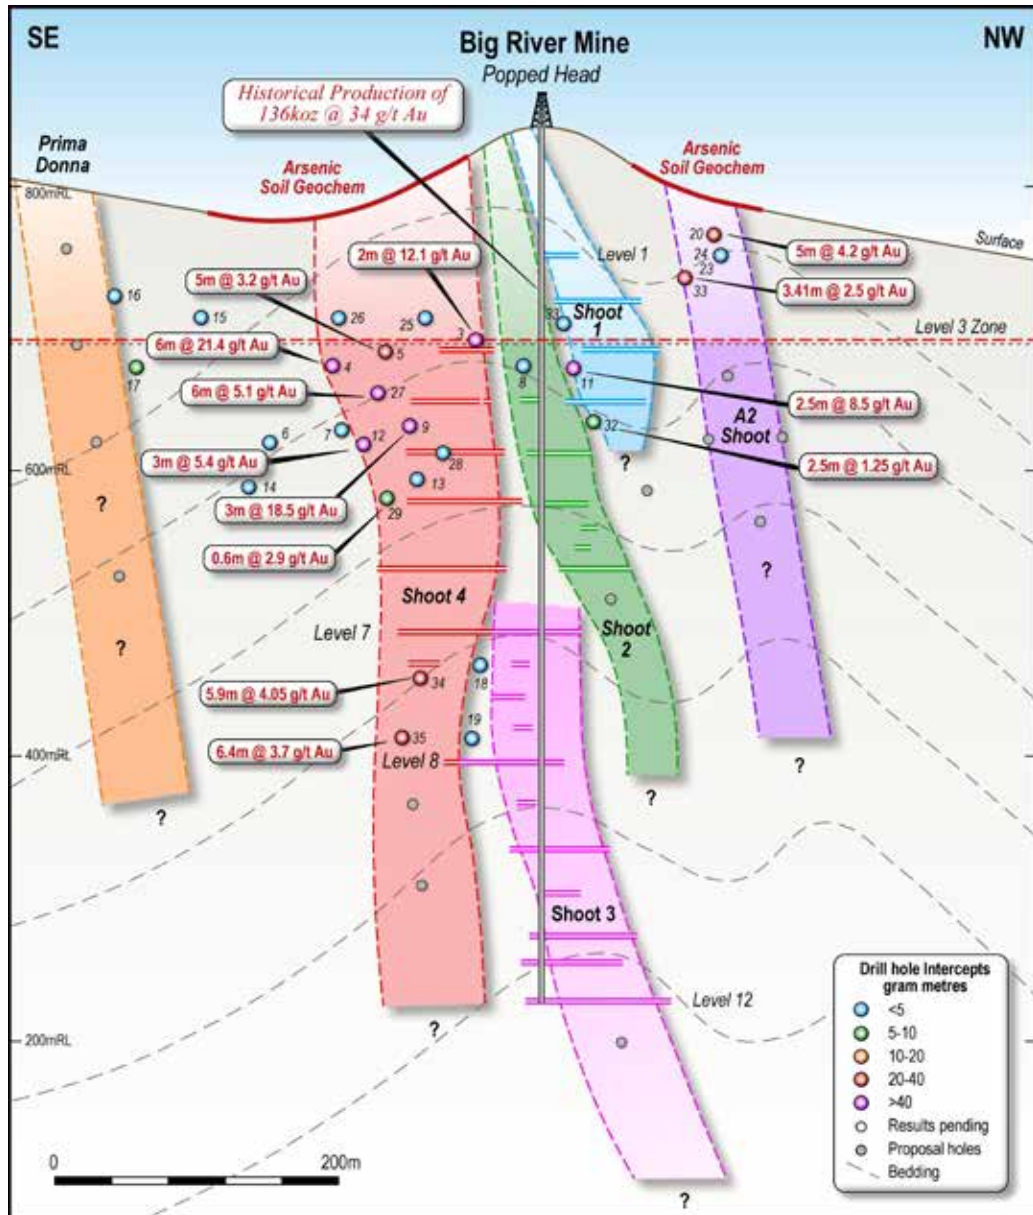 SE
Big River Mine
NW
Popped Head
Historical Production of
136koz @ 34 g/t Au
Prima
Donna
Arsenic
Soil Geochem
Arsenic
Soil Geochem
800mRL
2m @ 12.1 g/t Au
Level 1
20
24
23
33
5m @ 4.2 g/t Au
Surface
5m @ 3.2 g/t Au
3.41m @ 2.5 g/t Au
16
15
26
25
3
33
Shoot
1
Level 3 Zone
6m @ 21.4 g/t Au
17
4
5
8
11
6m @ 5.1 g/t Au
27
2.5m @ 8.5 g/t Au
A2
Shoot
6
7
12
9
32
3m @ 5.4 g/t Au
28
?
2.5m @ 1.25 g/t Au
600mRL
14
13
?
3m @ 18.5 g/t Au
29
0.6m @ 2.9 g/t Au
?
Shoot 4
Level 7
Shoot
2
?
5.9m @ 4.05 g/t Au
34
18
19
6.4m @ 3.7 g/t Au
35
Level 8
400mRL
?
?
?
Shoot 3
Level 12
?
200mRL
?
0
200m
Drill hole Intercepts
gram metres
<5
5-10
10-20
20-40
>40
Results pending
Proposal holes
Bedding